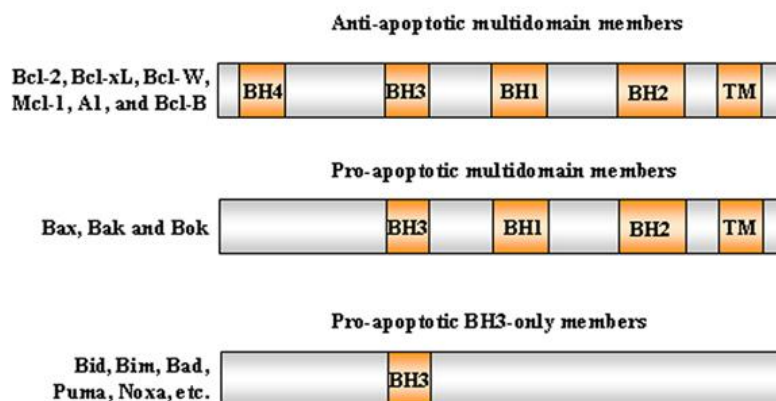 Anti-apoptotic multidomain members
Bcl-2, Bcl-xL, Bcl-W,
Mcl-1, A1, and Bcl-B
BH4 BH3 BH1 BH2 TM
Pro-apoptotic multidomain members
Bax, Bak and Bok
BH3 BH1 BH2 TM
Pro-apoptotic BH3-only members
Bid, Bim, Bad,
Puma, Noxa, etc.
BH3